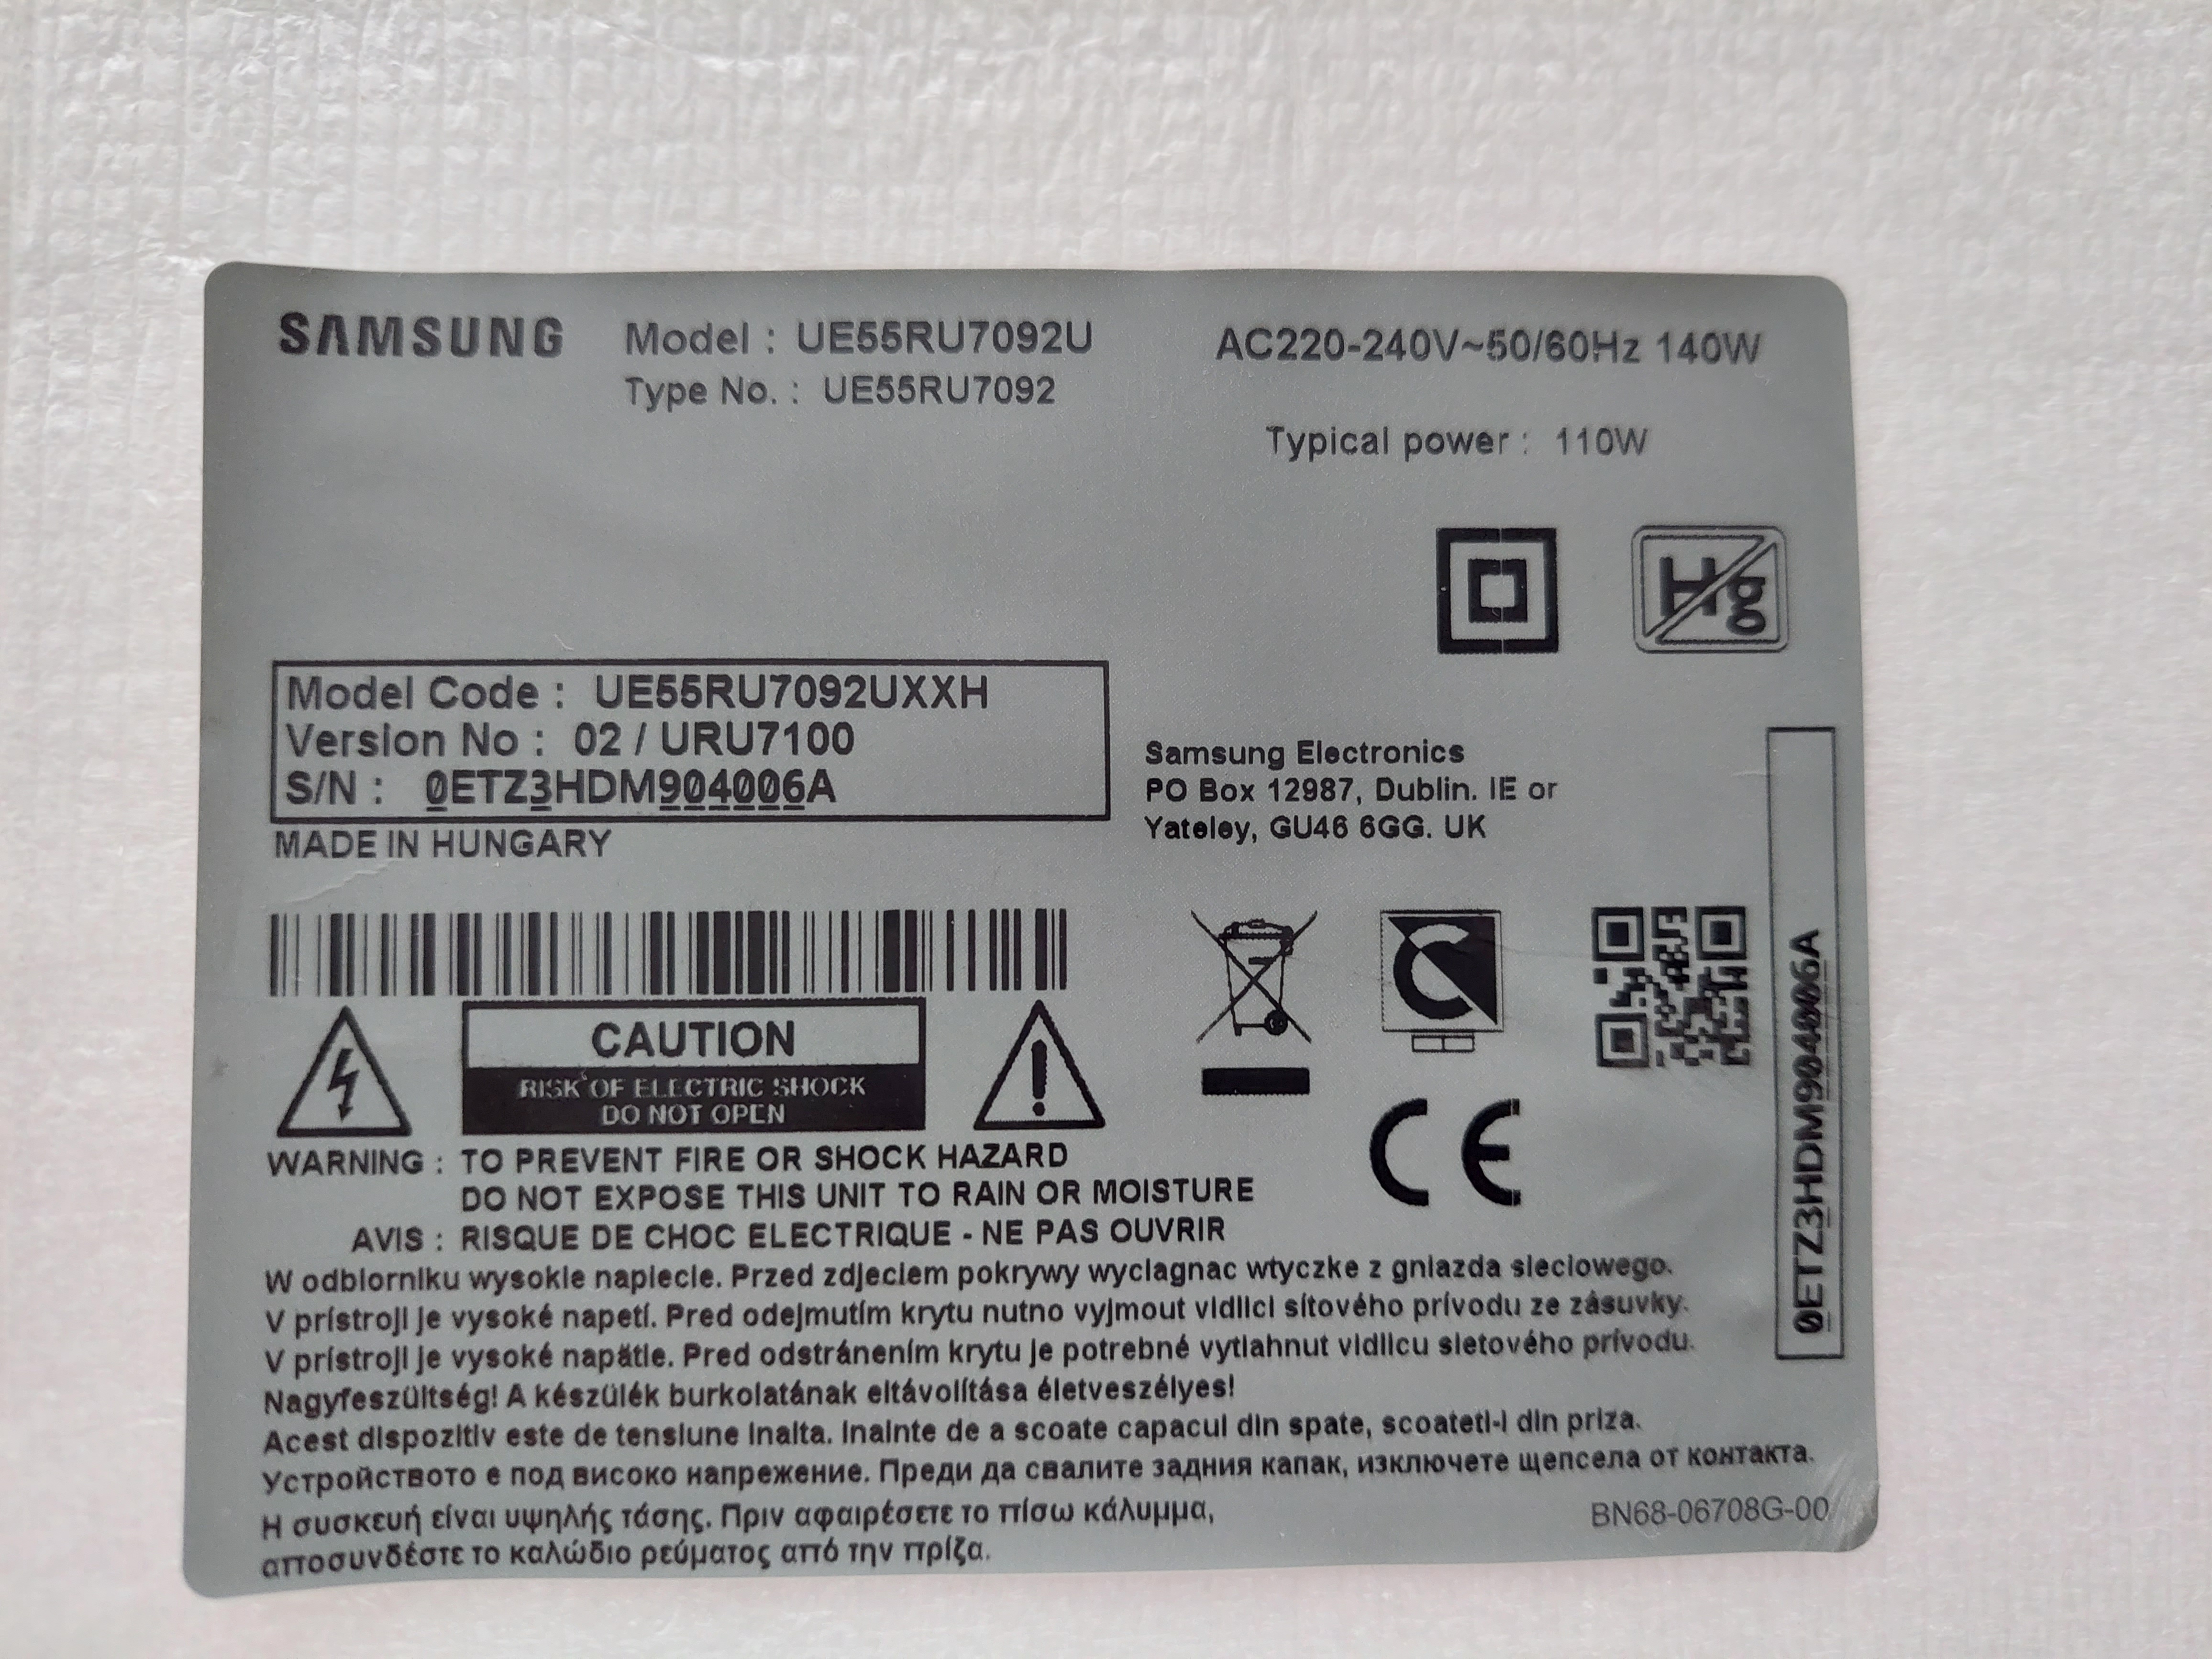 SAMSUNG
Model : UE55RU7092U
Type No. : UE55RU7092
AC220-240V~50/60Hz 140W
Typical power : 110W
Hg
Model Code : UE55RU7092UXXH
Version No : 02 / URU7100
S/N : 0ETZ3HDM904006A
MADE IN HUNGARY
Samsung Electronics
PO Box 12987, Dublin. IE or
Yateley, GU46 6GG. UK
0ETZ3HDM904006A
CAUTION
RISK OF ELECTRIC SHOCK
DO NOT OPEN
C
CE
WARNING : TO PREVENT FIRE OR SHOCK HAZARD
DO NOT EXPOSE THIS UNIT TO RAIN OR MOISTURE
AVIS : RISQUE DE CHOC ELECTRIQUE - NE PAS OUVRIR
W odbiorniku wysokie napiecie. Przed zdjeciem pokrywy wyciagnac wtyczke z gniazda sieciowego.
V prístroji je vysoké napetí. Pred odejmutím krytu nutno vyjmout vidlici sítového prívodu ze zásuvky.
V prístroji je vysoké napätie. Pred odstránením krytu je potrebné vytiahnut vidlicu sietového prívodu.
Nagyfeszültség! A készülék burkolatának eltávolítása életveszélyes!
Acest dispozitiv este de tensiune inalta. Inainte de a scoate capacul din spate, scoateti-l din priza.
Устройството е под високо напрежение. Преди да свалите задния капак, изключете щепсела от контакта.
Η συσκευή είναι υψηλής τάσης. Πριν αφαιρέσετε το πίσω κάλυμμα,
αποσυνδέστε το καλώδιο ρεύματος από την πρίζα.
BN68-06708G-00